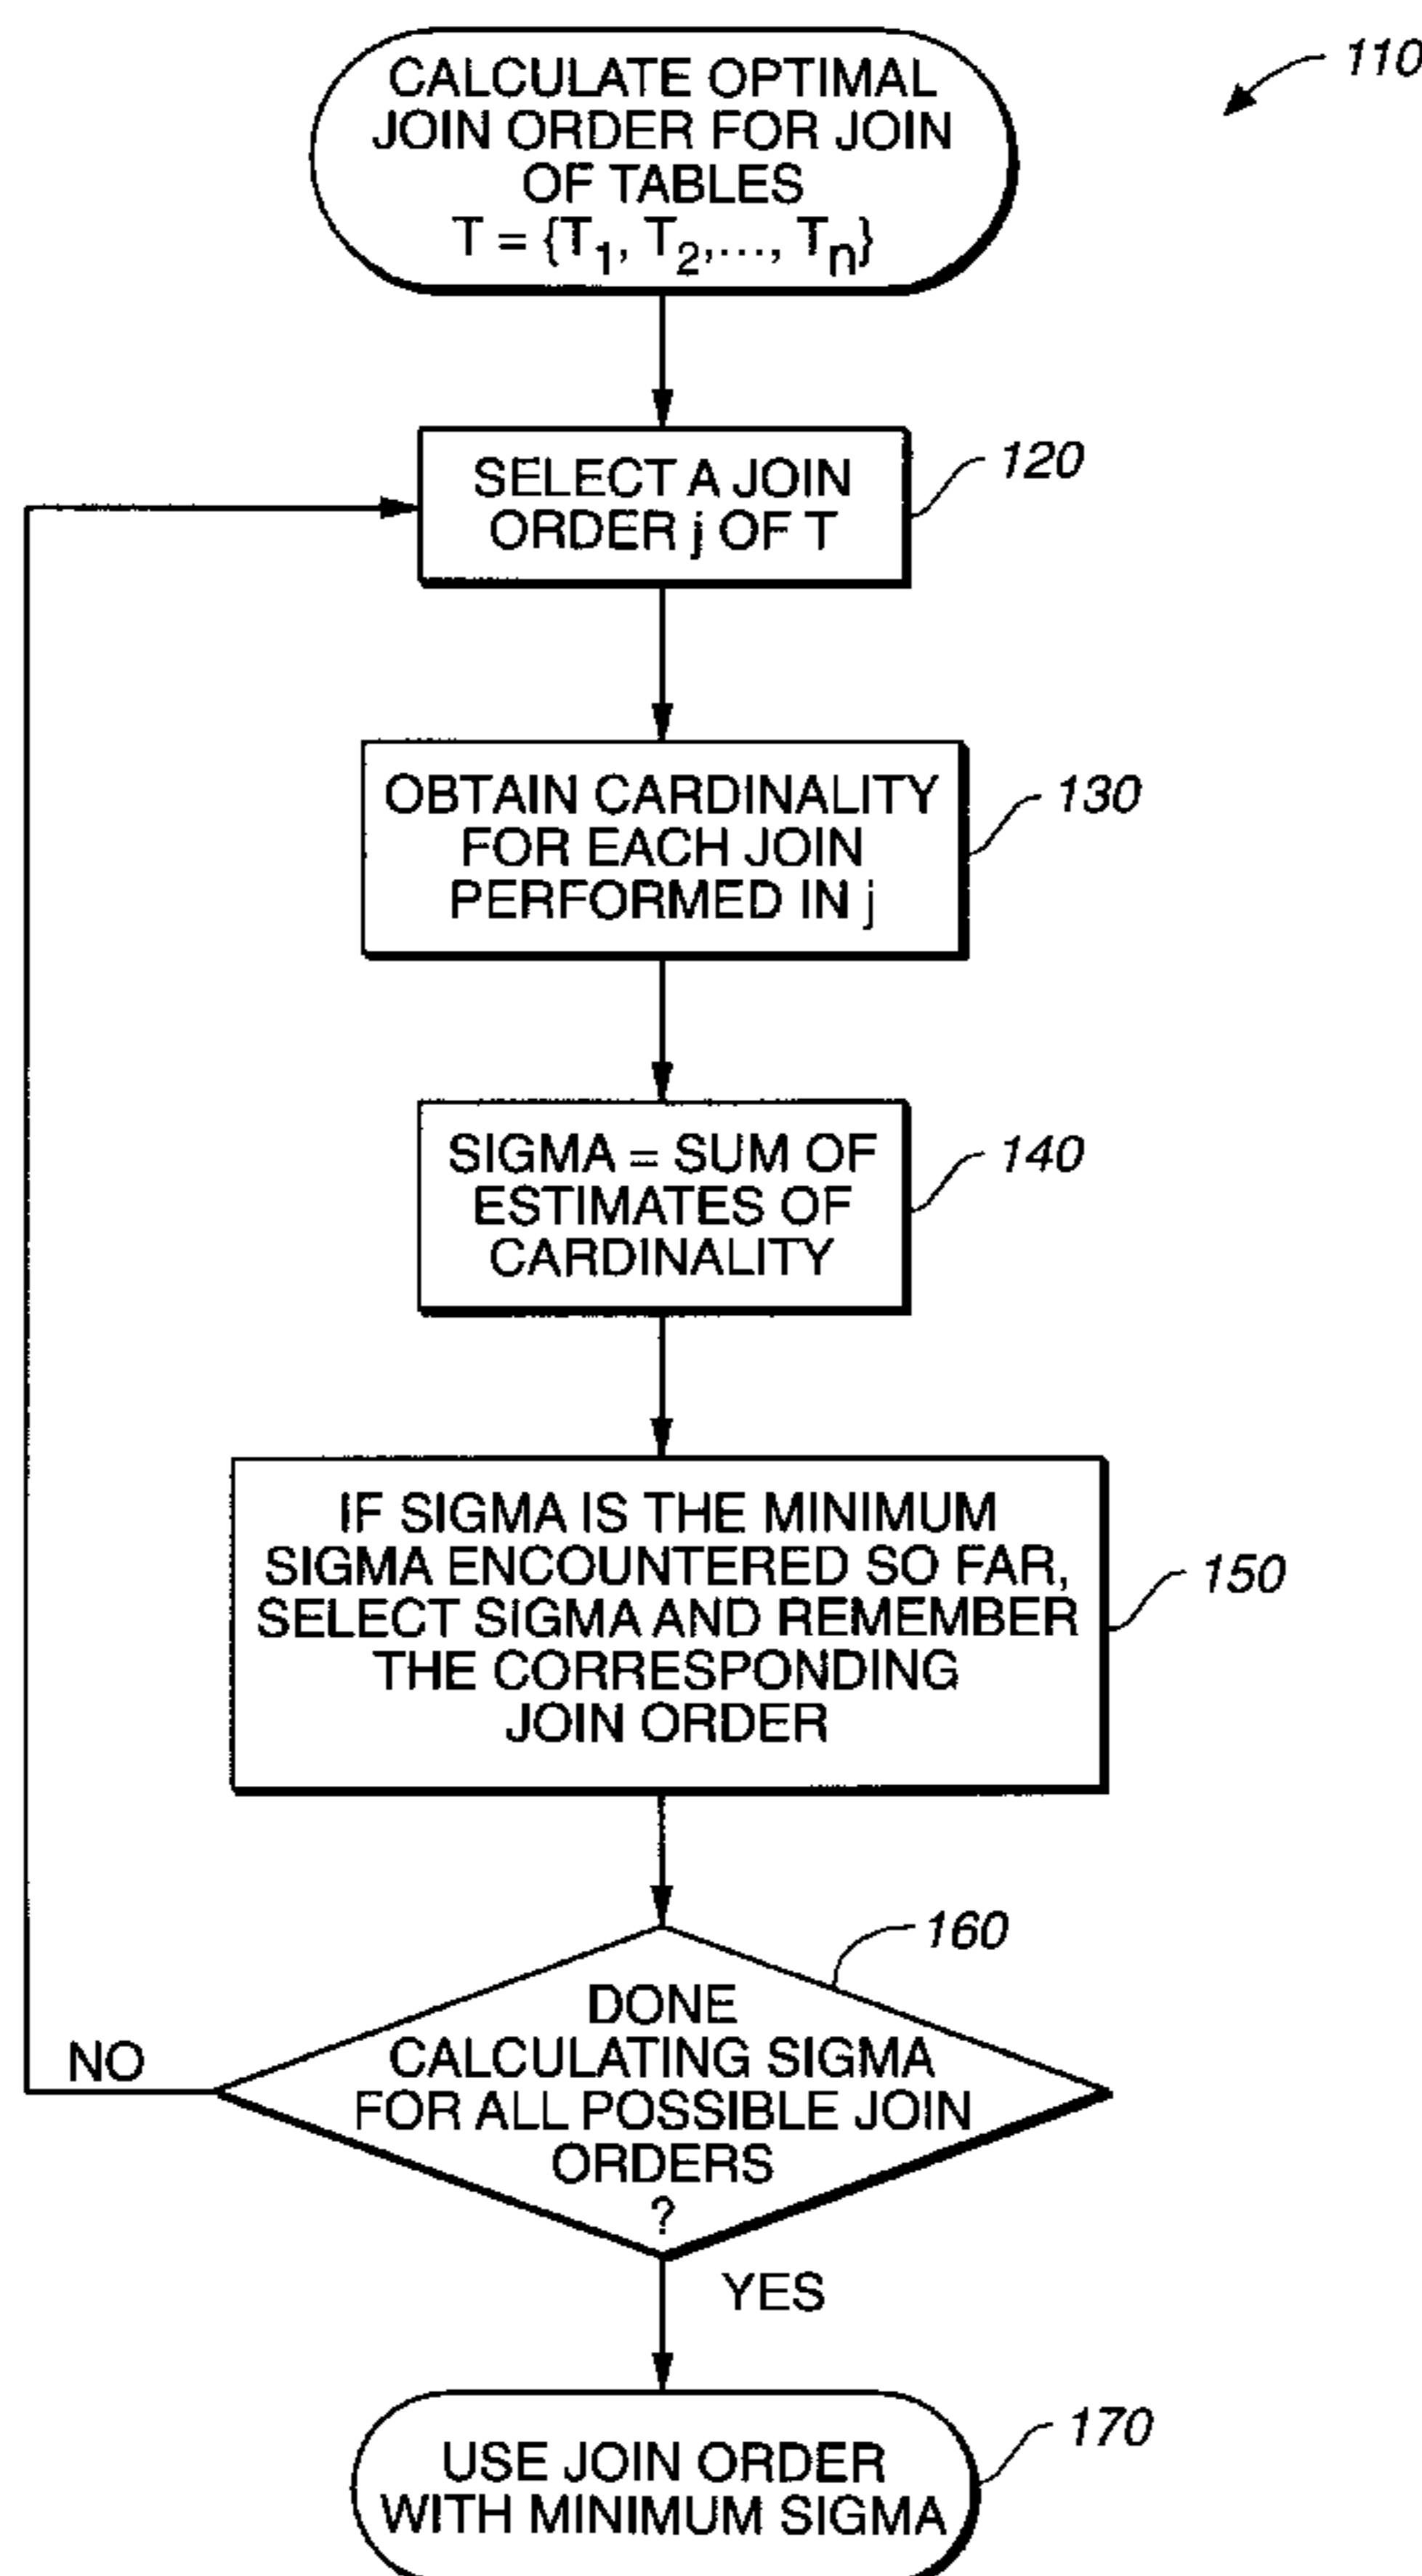 CALCULATE OPTIMAL
JOIN ORDER FOR JOIN
OF TABLES
T = {T1, T2,..., Tn}
110
SELECT A JOIN
ORDER j OF T
120
OBTAIN CARDINALITY
FOR EACH JOIN
PERFORMED IN j
130
SIGMA = SUM OF
ESTIMATES OF
CARDINALITY
140
IF SIGMA IS THE MINIMUM
SIGMA ENCOUNTERED SO FAR,
SELECT SIGMA AND REMEMBER
THE CORRESPONDING
JOIN ORDER
150
160
DONE
CALCULATING SIGMA
FOR ALL POSSIBLE JOIN
ORDERS
?
NO
YES
USE JOIN ORDER
WITH MINIMUM SIGMA
170